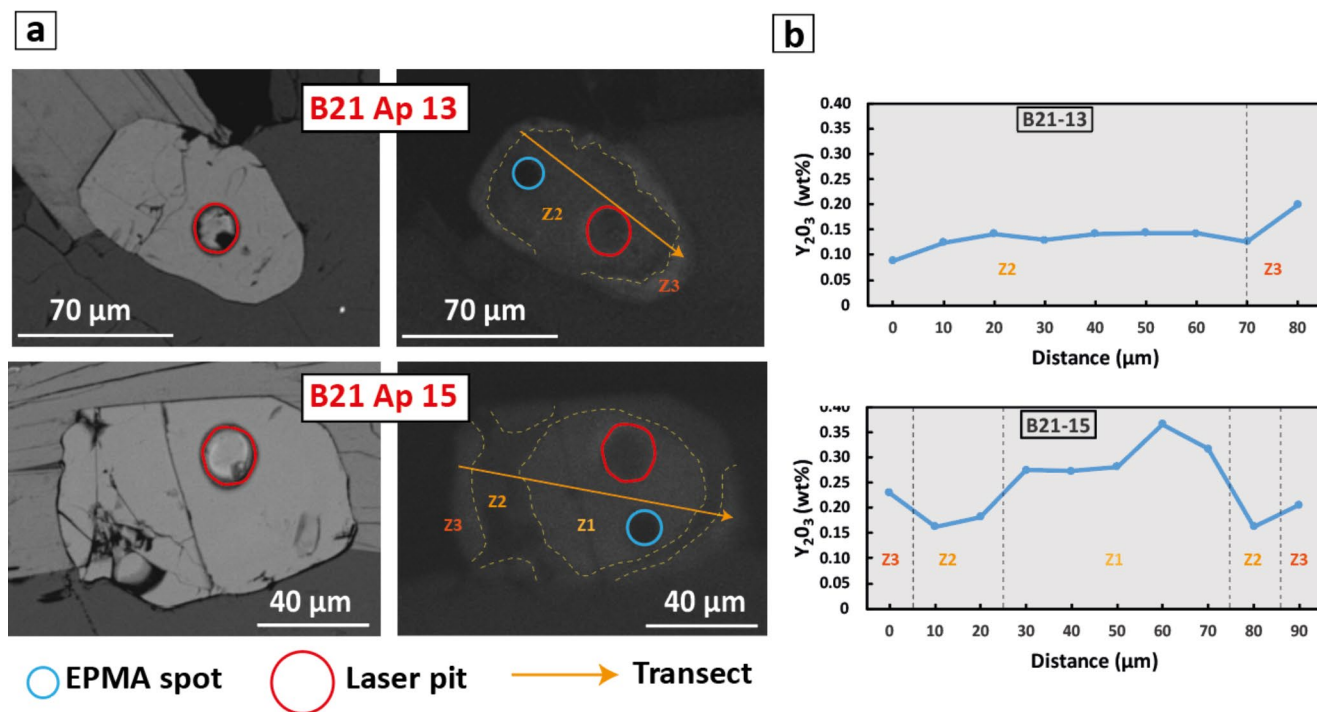 a
B21 Ap 13
70 µm
Z2
Z3
70 µm
B21 Ap 15
40 µm
Z3
Z2
Z1
40 µm
EPMA spot
Laser pit
Transect
b
B21-13
Y2O3 (wt%)
0.40
0.35
0.30
0.25
0.20
0.15
0.10
0.05
0
Z2
Z3
0 10 20 30 40 50 60 70 80
Distance (µm)
B21-15
Y2O3 (wt%)
0.40
0.35
0.30
0.25
0.20
0.15
0.10
0.05
0
Z3 Z2 Z1 Z2 Z3
0 10 20 30 40 50 60 70 80 90
Distance (µm)